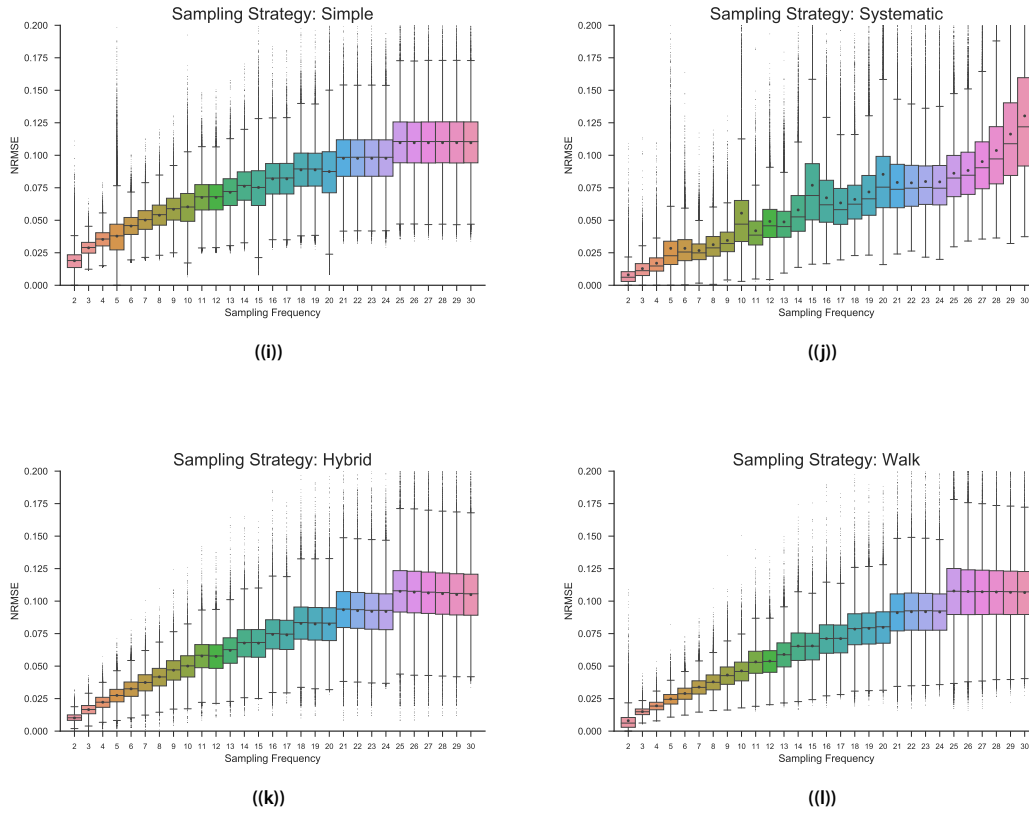 Sampling Strategy: Simple
0.200
0.175
0.150
0.125
0.100
0.075
0.050
0.025
0.000
NRMSE
2 3 4 5 6 7 8 9 10 11 12 13 14 15 16 17 18 19 20 21 22 23 24 25 26 27 28 29 30
Sampling Frequency
((i))
Sampling Strategy: Systematic
0.200
0.175
0.150
0.125
0.100
0.075
0.050
0.025
0.000
NRMSE
2 3 4 5 6 7 8 9 10 11 12 13 14 15 16 17 18 19 20 21 22 23 24 25 26 27 28 29 30
Sampling Frequency
((j))
Sampling Strategy: Hybrid
0.200
0.175
0.150
0.125
0.100
0.075
0.050
0.025
0.000
NRMSE
2 3 4 5 6 7 8 9 10 11 12 13 14 15 16 17 18 19 20 21 22 23 24 25 26 27 28 29 30
Sampling Frequency
((k))
Sampling Strategy: Walk
0.200
0.175
0.150
0.125
0.100
0.075
0.050
0.025
0.000
NRMSE
2 3 4 5 6 7 8 9 10 11 12 13 14 15 16 17 18 19 20 21 22 23 24 25 26 27 28 29 30
Sampling Frequency
((l))